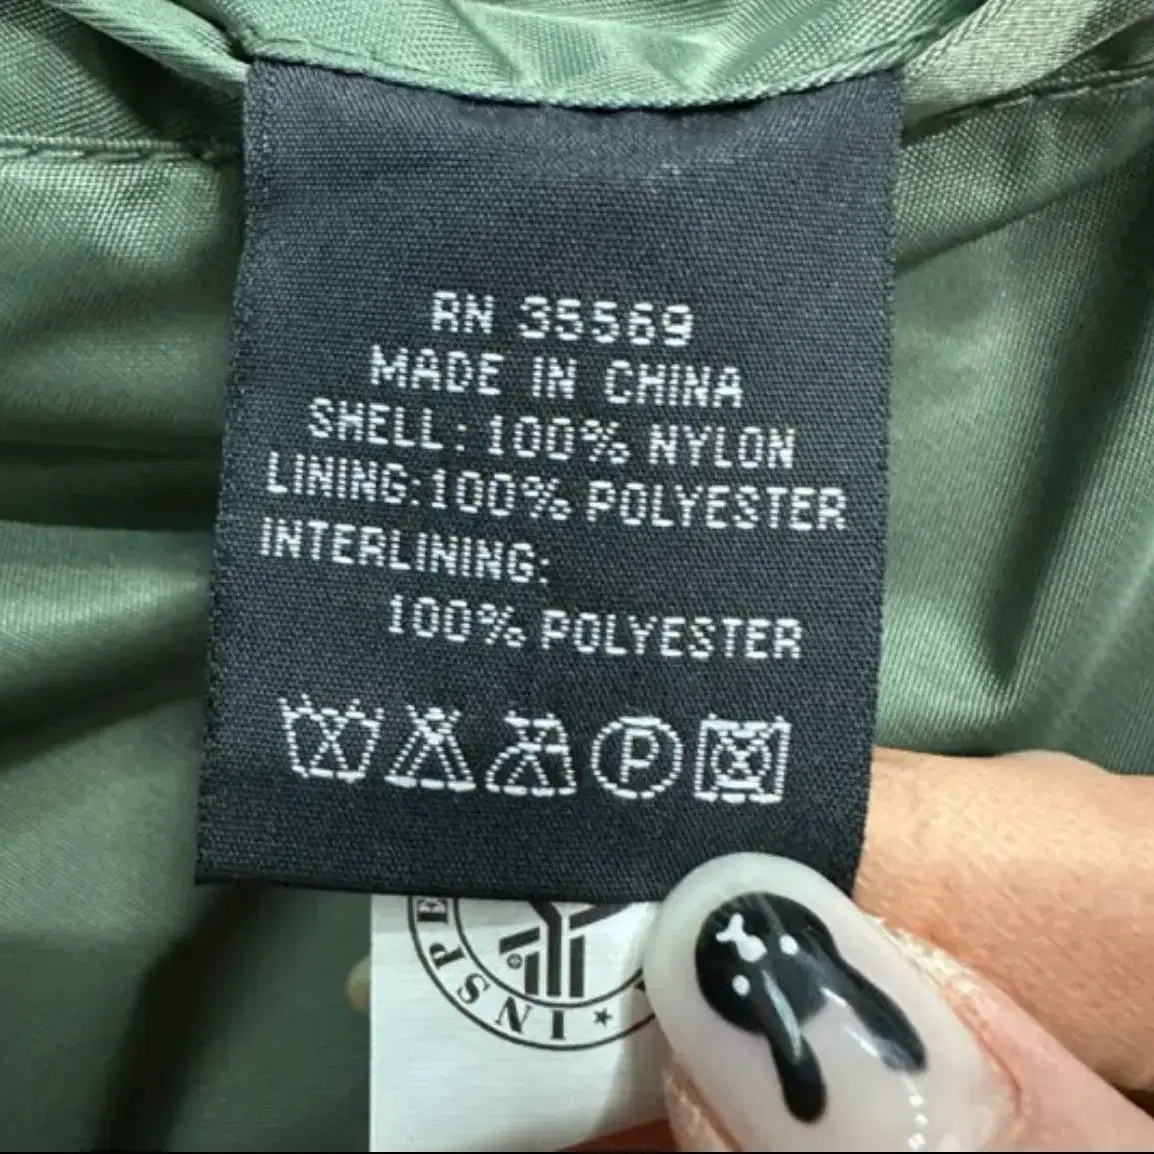 RN 35569
MADE IN CHINA
SHELL: 100% NYLON
LINING:100% POLYESTER
INTERLINING:
100% POLYESTER
P